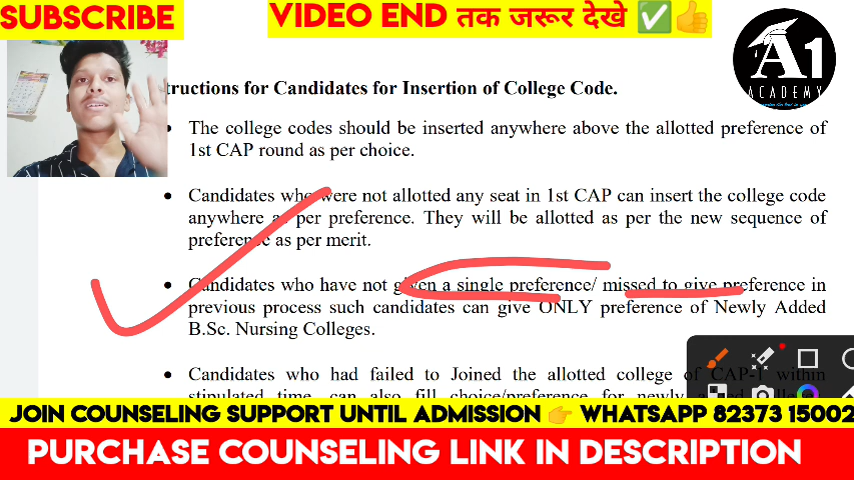 SUBSCRIBE
VIDEO END तक जरूर देखे ✅👍
A1
ACADEMY
tructions for Candidates for Insertion of College Code.
• The college codes should be inserted anywhere above the allotted preference of
1st CAP round as per choice.
• Candidates who were not allotted any seat in 1st CAP can insert the college code
anywhere as per preference. They will be allotted as per the new sequence of
preference as per merit.
• Candidates who have not given a single preference/ missed to give preference in
previous process such candidates can give ONLY preference of Newly Added
B.Sc. Nursing Colleges.
• Candidates who had failed to Joined the allotted college of CAP-1 within
stipulated time, can also fill choice/preference for newly added College.
JOIN COUNSELING SUPPORT UNTIL ADMISSION 👉 WHATSAPP 82373 15002
PURCHASE COUNSELING LINK IN DESCRIPTION